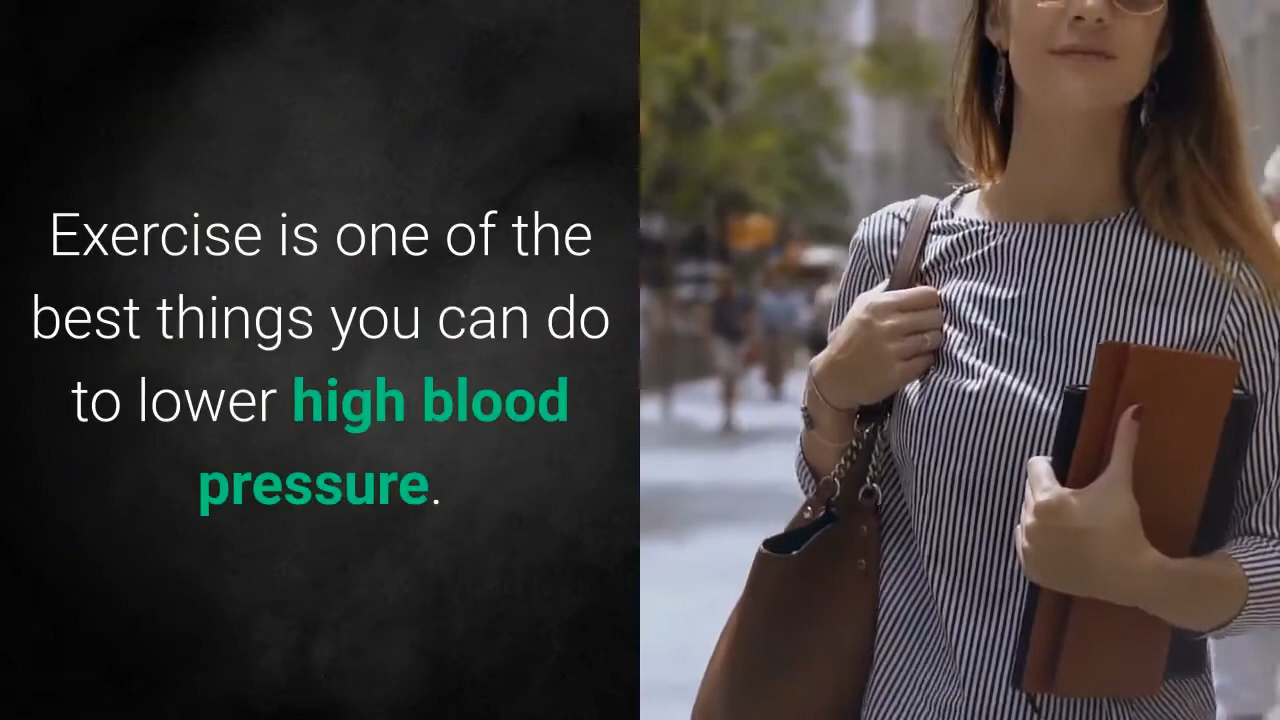 Exercise is one of the
best things you can do
to lower high blood
pressure.